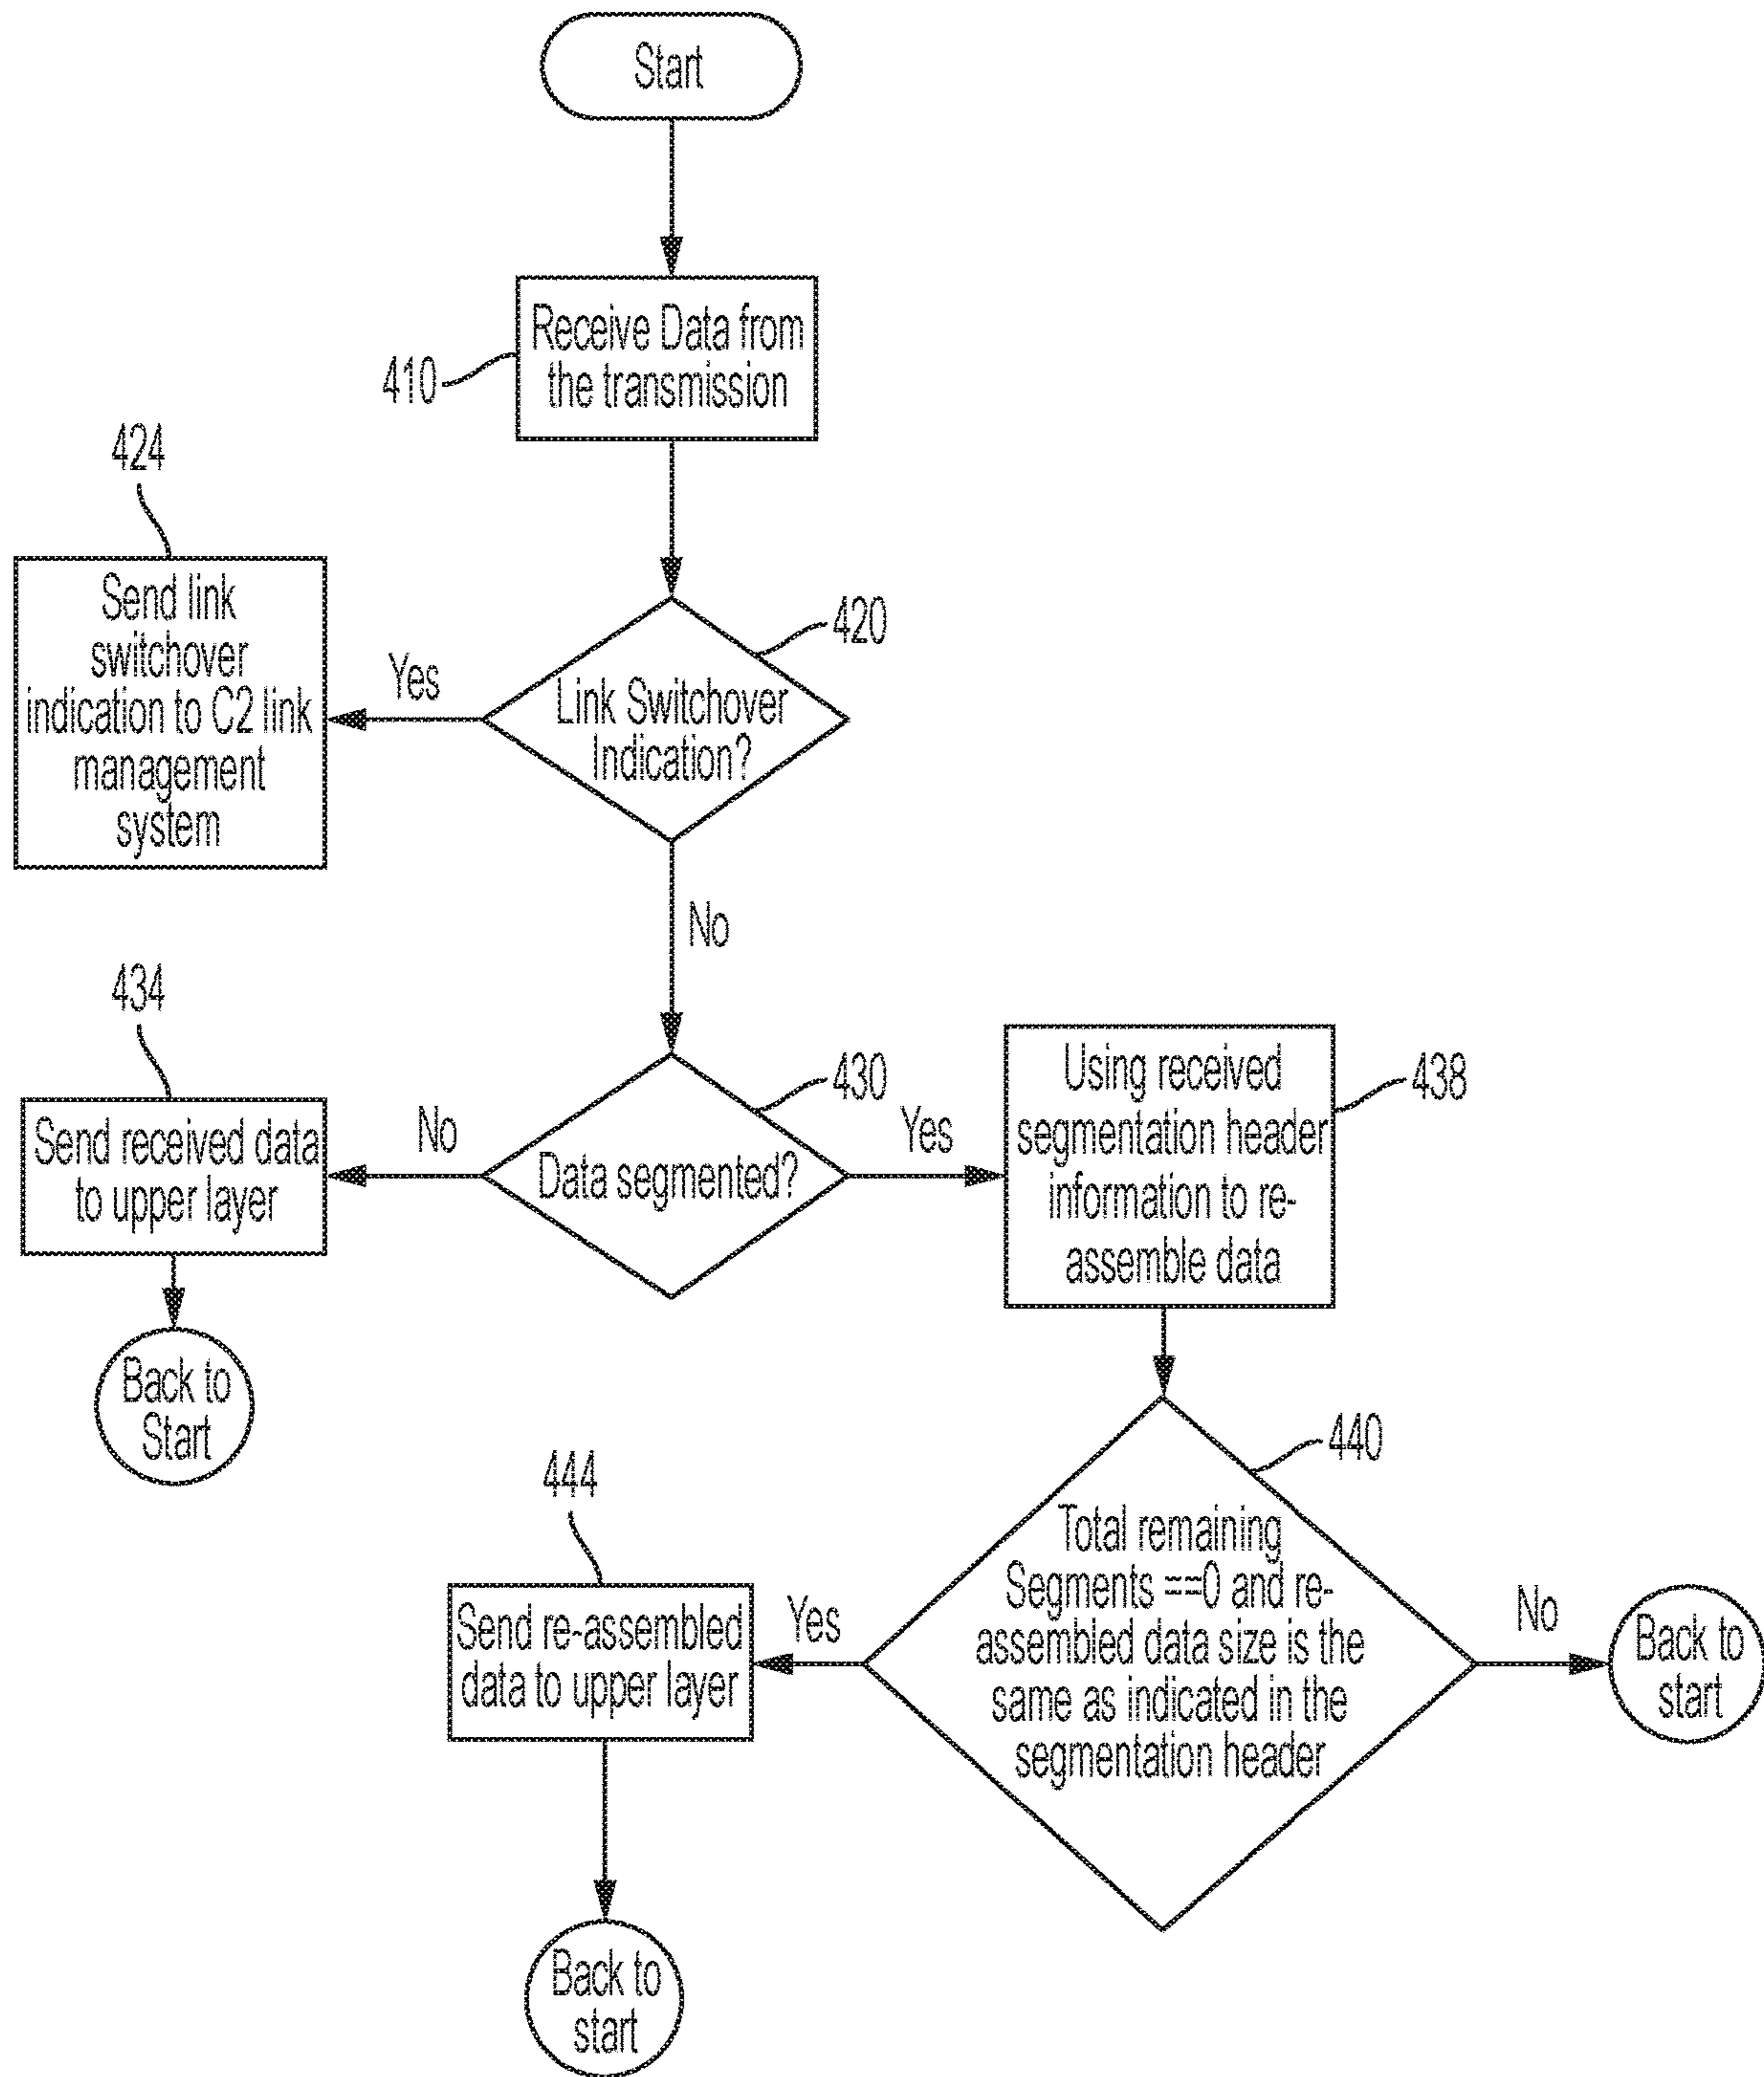 Start
Receive Data from
the transmission
410
424
Send link
switchover
indication to C2 link
management
system
Yes
420
Link Switchover
Indication?
No
434
Send received data
to upper layer
No
430
Data segmented?
Yes
Using received
segmentation header
information to re-
assemble data
438
Back to
Start
444
Send re-assembled
data to upper layer
Yes
440
Total remaining
Segments ==0 and re-
assembled data size is the
same as indicated in the
segmentation header
No
Back to
start
Back to
start